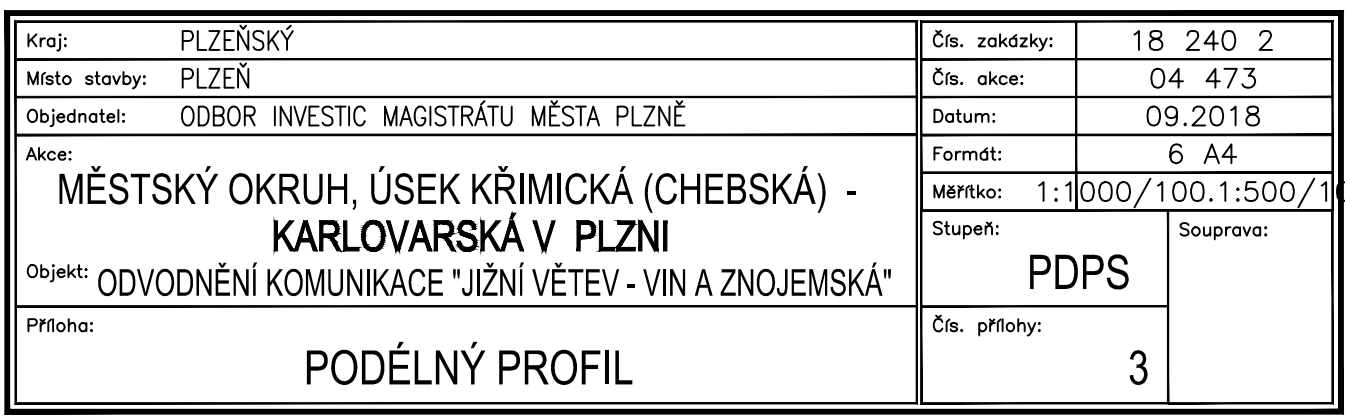 Kraj: PLZEŇSKÝ
Místo stavby: PLZEŇ
Objednatel: ODBOR INVESTIC MAGISTRÁTU MĚSTA PLZNĚ
Akce:
MĚSTSKÝ OKRUH, ÚSEK KŘIMICKÁ (CHEBSKÁ) -
KARLOVARSKÁ V PLZNI
Objekt: ODVODNĚNÍ KOMUNIKACE "JIŽNÍ VĚTEV - VIN A ZNOJEMSKÁ"
Příloha:
PODÉLNÝ PROFIL
Čís. zakázky: 18 240 2
Čís. akce: 04 473
Datum: 09.2018
Formát: 6 A4
Měřítko: 1:1000/100.1:500/10
Stupeň:
PDPS
Souprava:
Čís. přílohy:
3